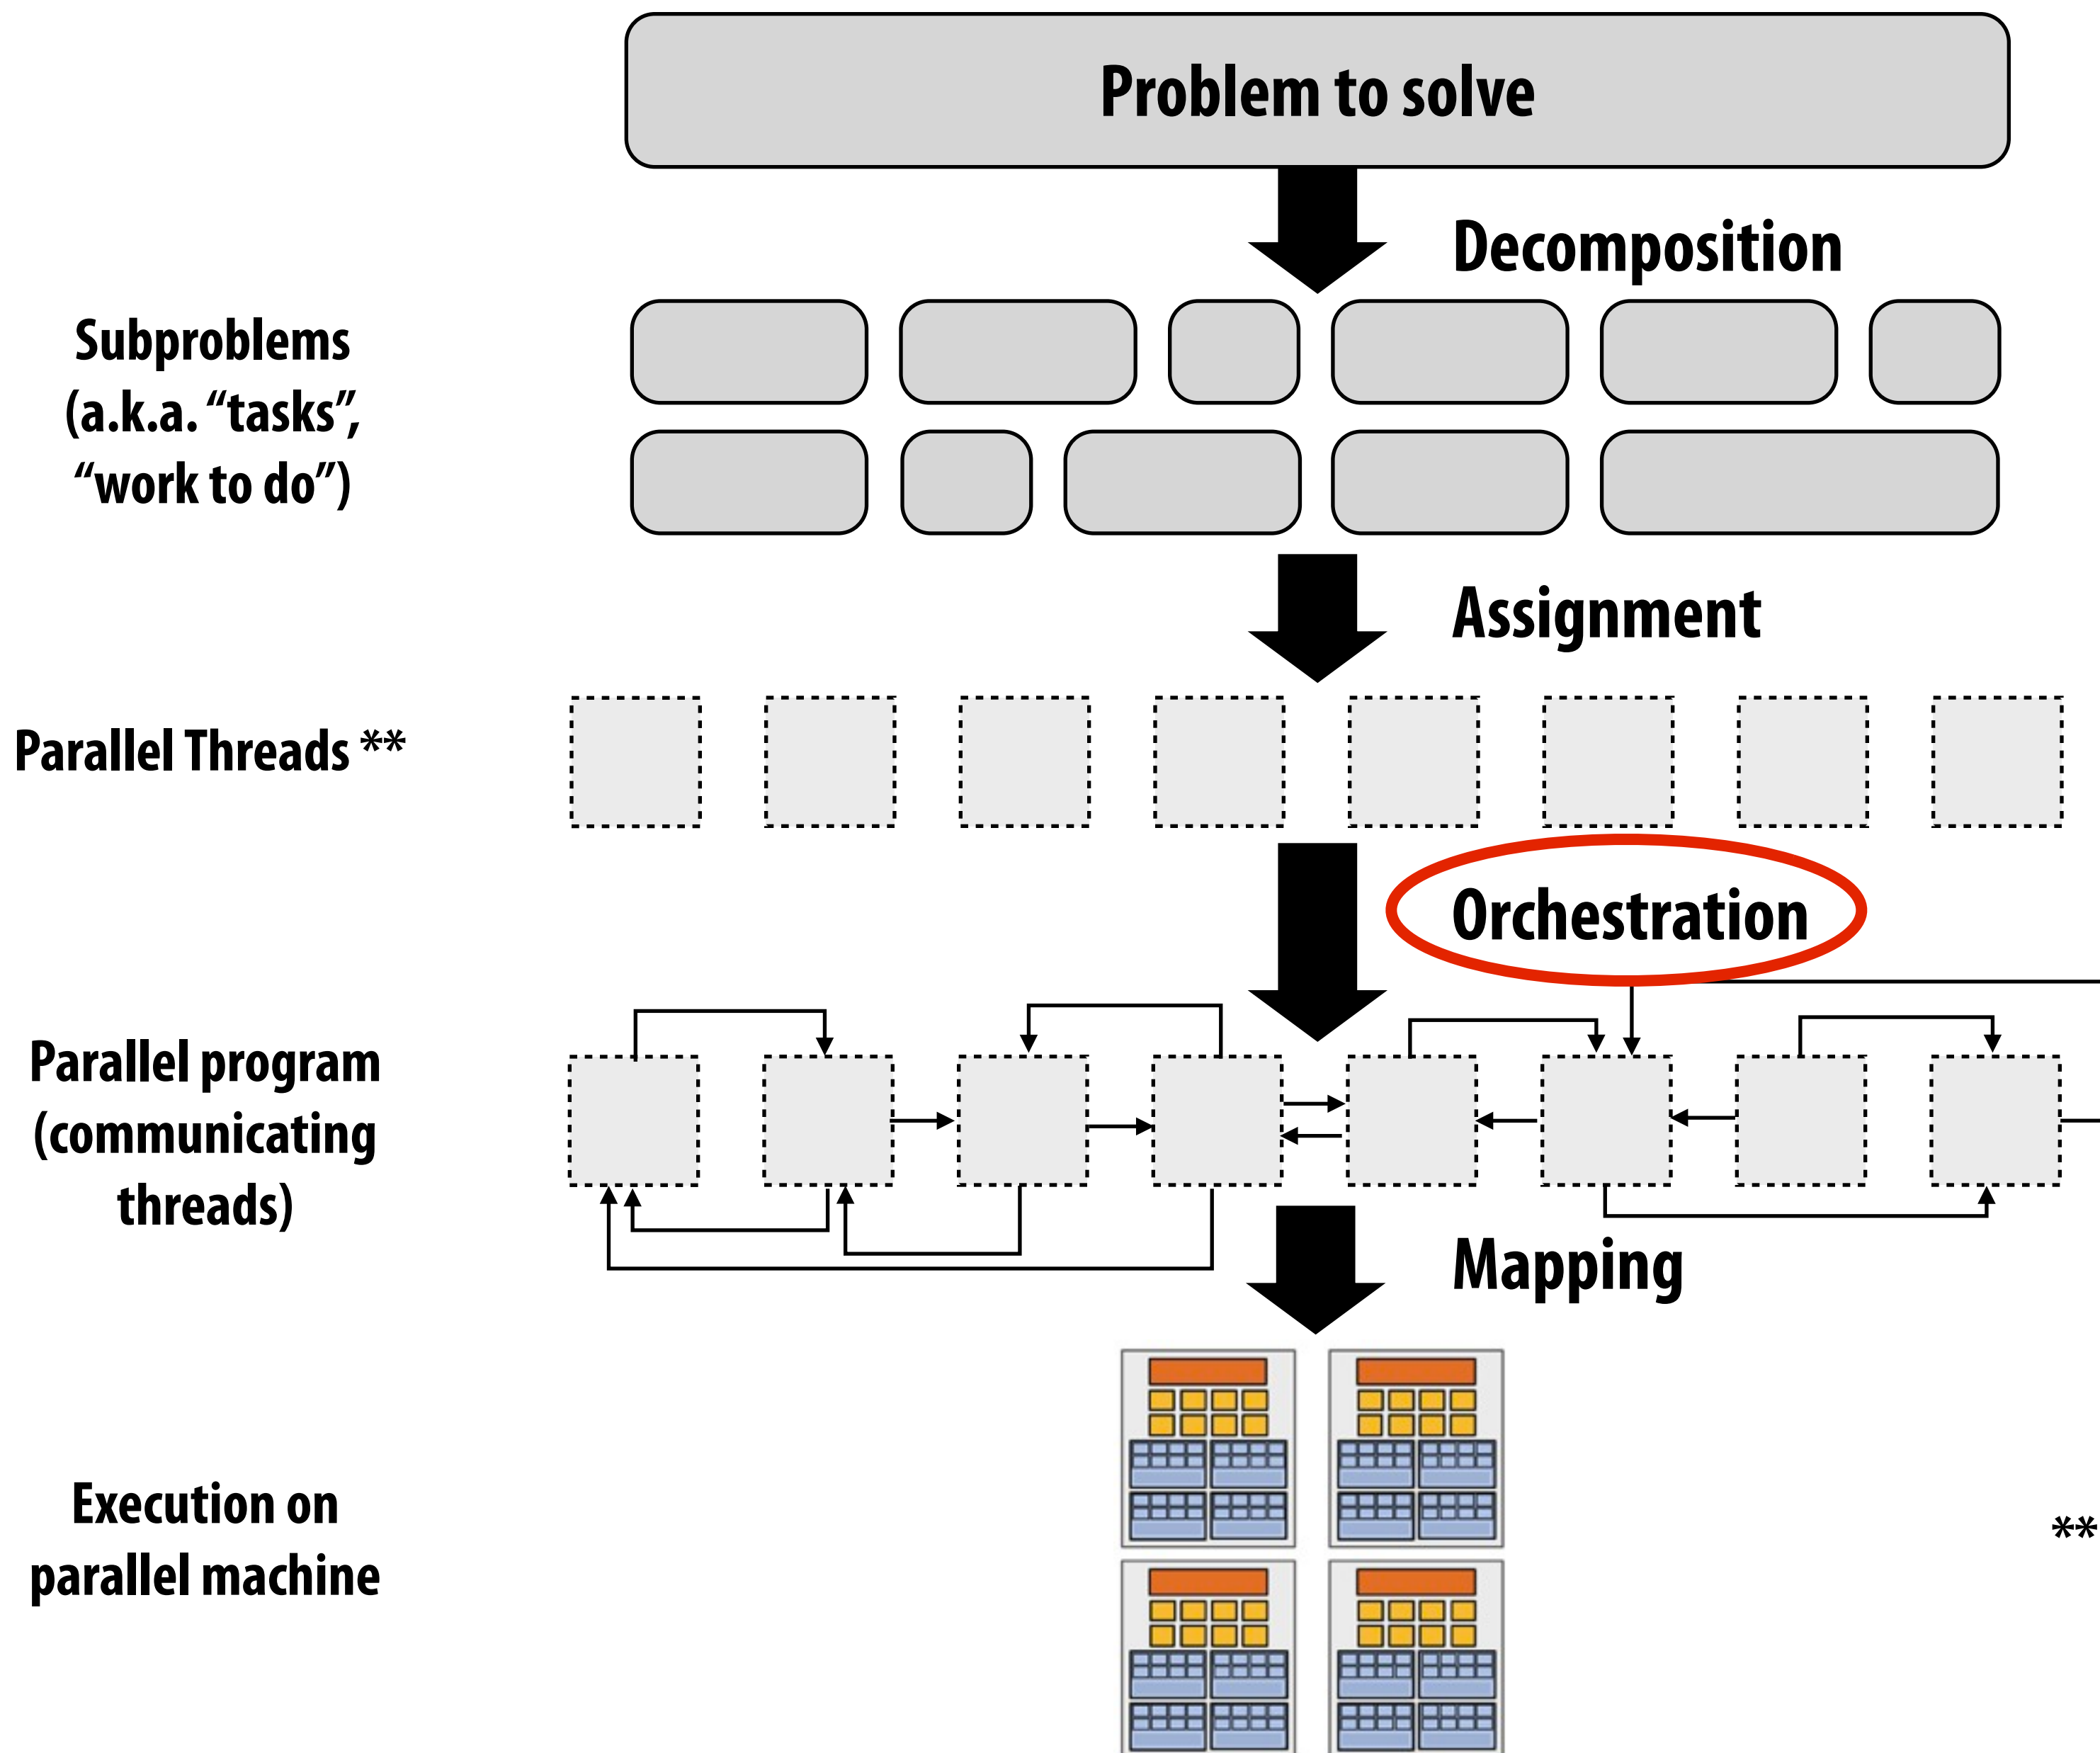 Problem to solve
Decomposition
Subproblems
(a.k.a. “tasks”,
“work to do”)
Assignment
Parallel Threads **
Orchestration
Parallel program
(communicating
threads)
Mapping
Execution on
parallel machine
**